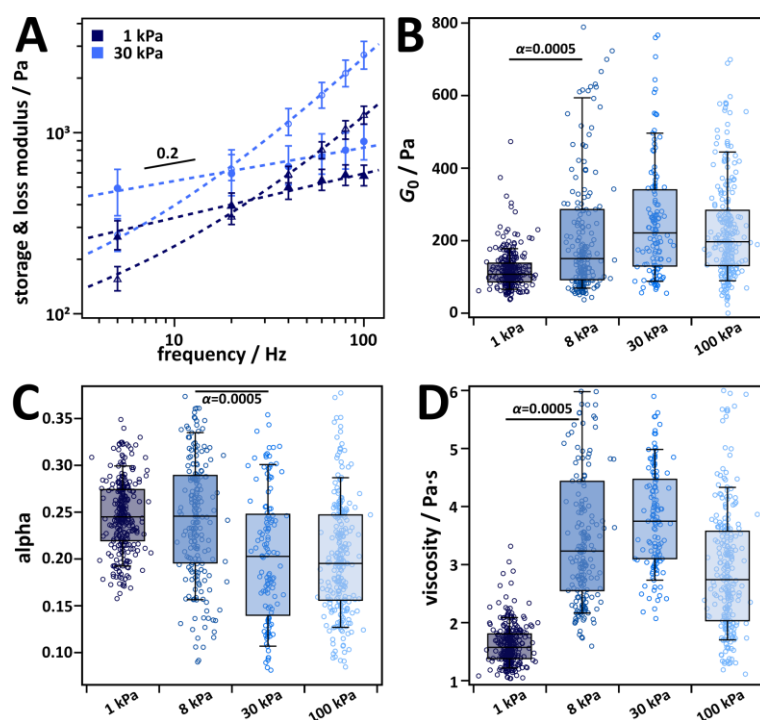 A
1 kPa
30 kPa
storage & loss modulus / Pa
10³
10²
0.2
10
100
frequency / Hz
B
α=0.0005
G₀ / Pa
800
600
400
200
0
1 kPa
8 kPa
30 kPa
100 kPa
C
α=0.0005
alpha
0.35
0.30
0.25
0.20
0.15
0.10
1 kPa
8 kPa
30 kPa
100 kPa
D
α=0.0005
viscosity / Pa·s
6
5
4
3
2
1
1 kPa
8 kPa
30 kPa
100 kPa